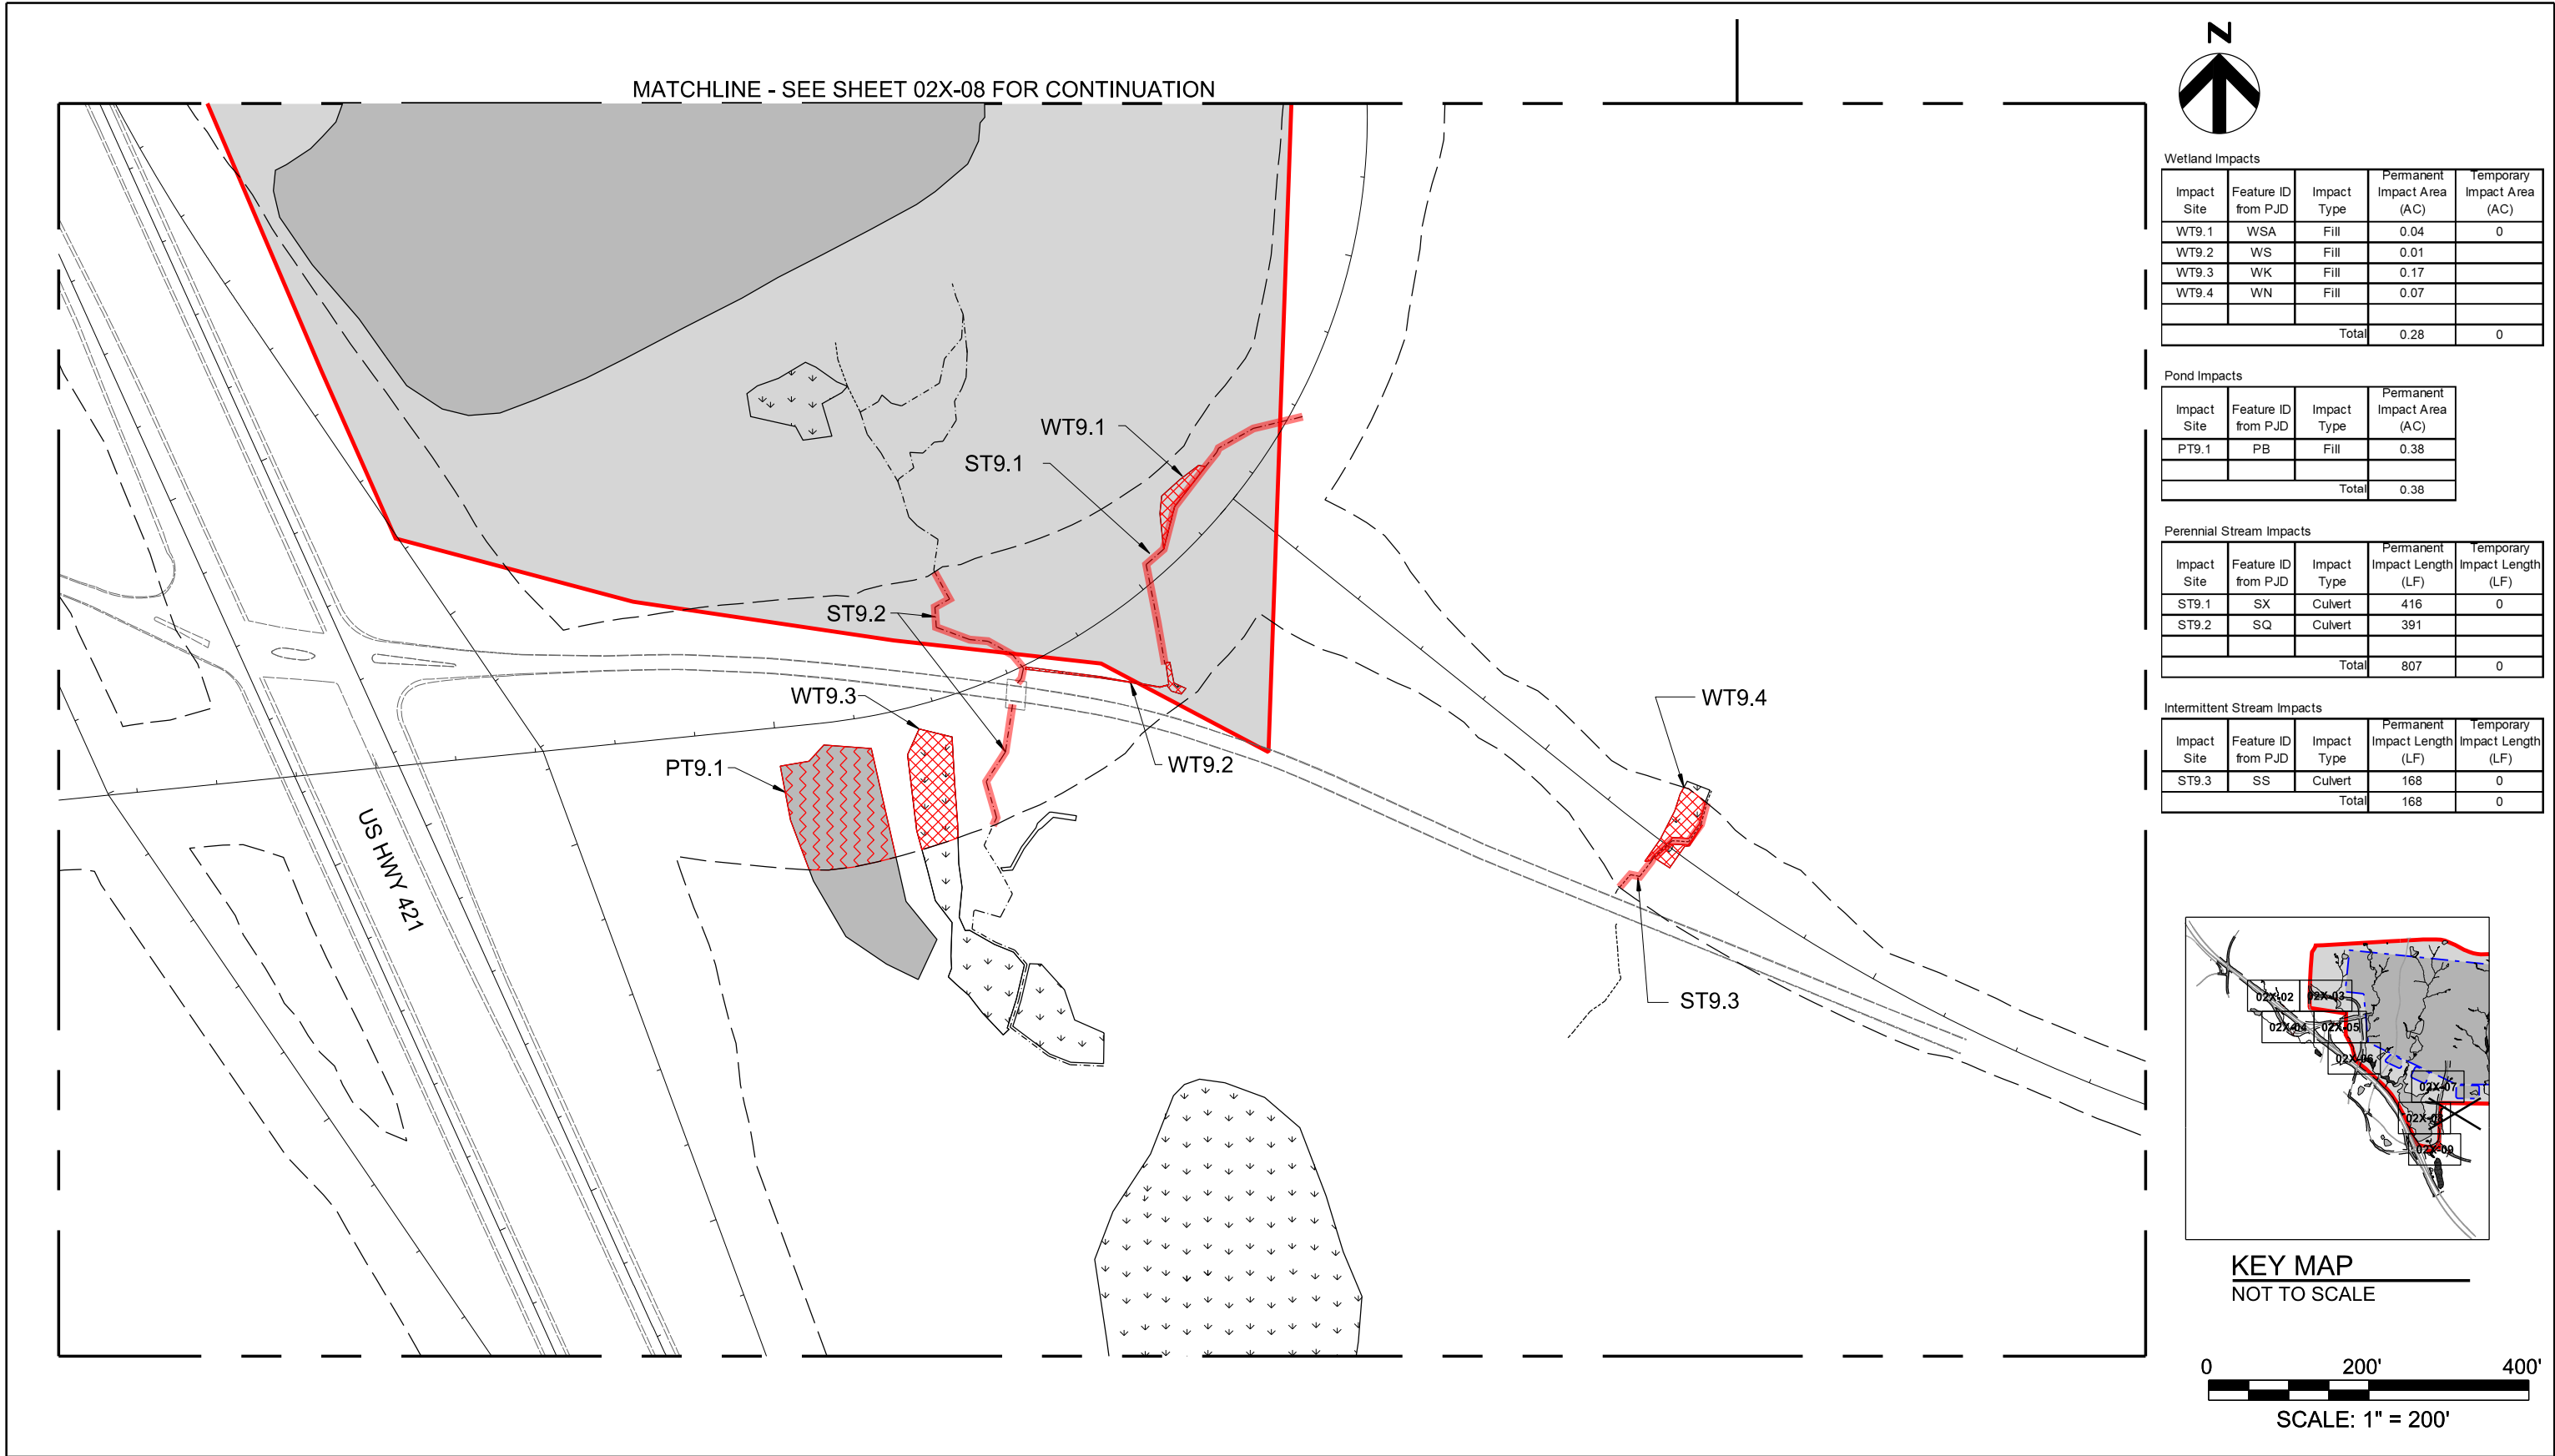 MATCHLINE - SEE SHEET 02X-08 FOR CONTINUATION
N
WT9.1
ST9.1
ST9.2
WT9.3
WT9.2
PT9.1
WT9.4
ST9.3
US HWY 421
Wetland Impacts
Impact Site | Feature ID from PJD | Impact Type | Permanent Impact Area (AC) | Temporary Impact Area (AC)
WT9.1 | WSA | Fill | 0.04 | 0
WT9.2 | WS | Fill | 0.01
WT9.3 | WK | Fill | 0.17
WT9.4 | WN | Fill | 0.07
Total | 0.28 | 0
Pond Impacts
Impact Site | Feature ID from PJD | Impact Type | Permanent Impact Area (AC)
PT9.1 | PB | Fill | 0.38
Total | 0.38
Perennial Stream Impacts
Impact Site | Feature ID from PJD | Impact Type | Permanent Impact Length (LF) | Temporary Impact Length (LF)
ST9.1 | SX | Culvert | 416 | 0
ST9.2 | SQ | Culvert | 391
Total | 807 | 0
Intermittent Stream Impacts
Impact Site | Feature ID from PJD | Impact Type | Permanent Impact Length (LF) | Temporary Impact Length (LF)
ST9.3 | SS | Culvert | 168 | 0
Total | 168 | 0
02X-02
02X-03
02X-04
02X-05
02X-06
02X-07
02X-08
02X-09
KEY MAP
NOT TO SCALE
0 200' 400'
SCALE: 1" = 200'